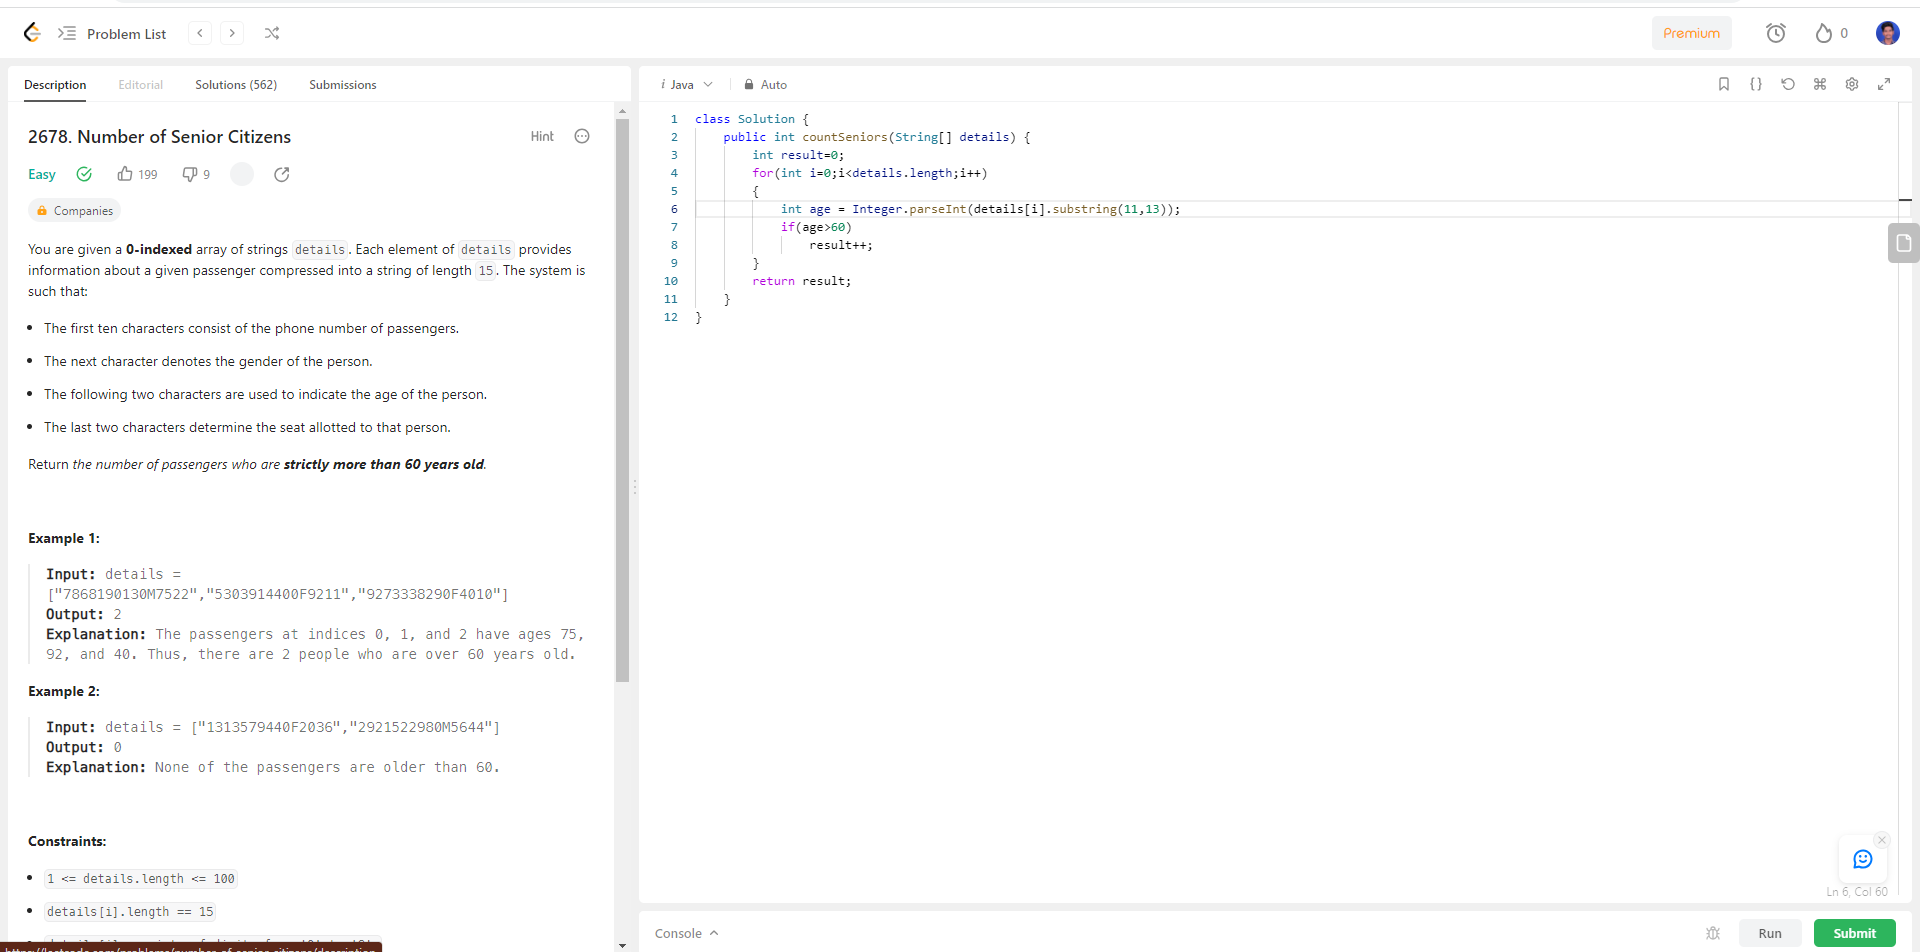 Problem List
Premium
0
Description Editorial Solutions (562) Submissions
2678. Number of Senior Citizens
Hint
Easy 199 9
Companies
You are given a 0-indexed array of strings details. Each element of details provides
information about a given passenger compressed into a string of length 15. The system is
such that:
• The first ten characters consist of the phone number of passengers.
• The next character denotes the gender of the person.
• The following two characters are used to indicate the age of the person.
• The last two characters determine the seat allotted to that person.
Return the number of passengers who are strictly more than 60 years old.
Example 1:
Input: details =
["7868190130M7522","5303914400F9211","9273338290F4010"]
Output: 2
Explanation: The passengers at indices 0, 1, and 2 have ages 75,
92, and 40. Thus, there are 2 people who are over 60 years old.
Example 2:
Input: details = ["1313579440F2036","2921522980M5644"]
Output: 0
Explanation: None of the passengers are older than 60.
Constraints:
• 1 <= details.length <= 100
• details[i].length == 15
i Java Auto
1 class Solution {
2 public int countSeniors(String[] details) {
3 int result=0;
4 for(int i=0;i<details.length;i++)
5 {
6 int age = Integer.parseInt(details[i].substring(11,13));
7 if(age>60)
8 result++;
9 }
10 return result;
11 }
12 }
Ln 6, Col 60
Console
Run
Submit